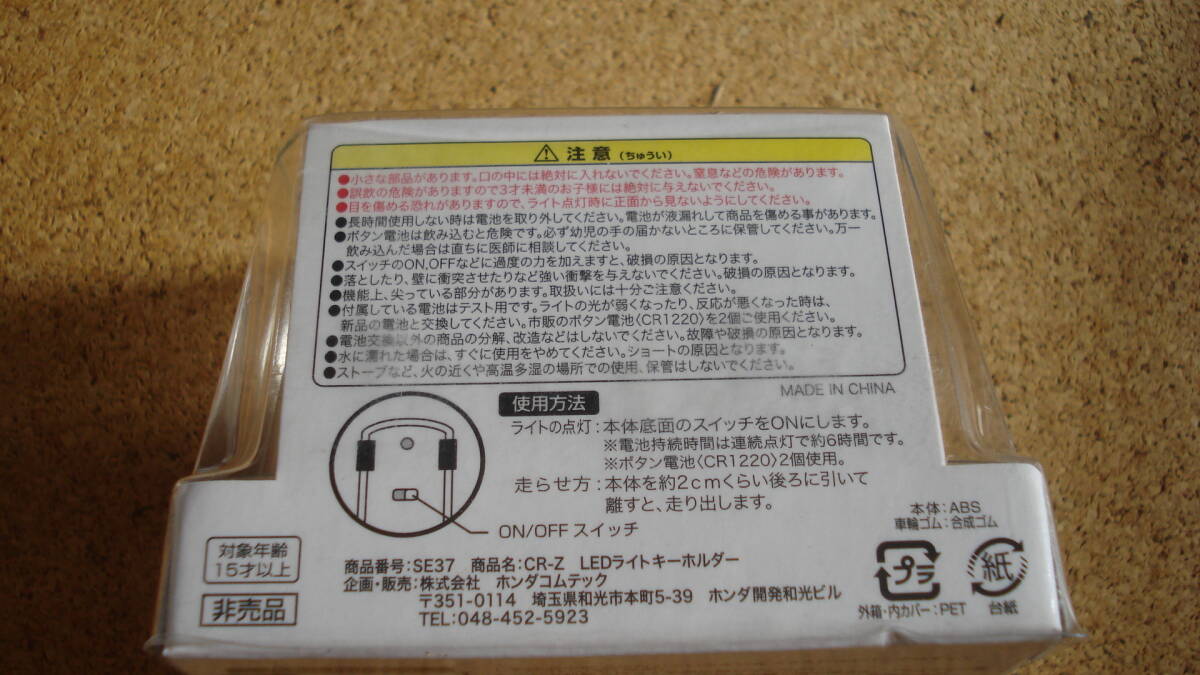 ⚠ 注意(ちゅうい)
●小さな部品があります。口の中には絶対に入れないでください。窒息などの危険があります。
●誤飲の危険がありますので3才未満のお子様には絶対に与えないでください。
●目を傷める恐れがありますので、ライト点灯時に正面から見ないようにしてください。
●長時間使用しない時は電池を取り外してください。電池が液漏れして商品を傷める事があります。
●ボタン電池は飲み込むと危険です。必ず幼児の手の届かないところに保管してください。万一
飲み込んだ場合は直ちに医師に相談してください。
●スイッチのON,OFFなどに過度の力を加えますと、破損の原因となります。
●落としたり、壁に衝突させたりなど強い衝撃を与えないでください。破損の原因となります。
●機能上、尖っている部分があります。取扱いには十分ご注意ください。
●付属している電池はテスト用です。ライトの光が弱くなったり、反応が悪くなった時は、
新品の電池と交換してください。市販のボタン電池〈CR1220〉を2個ご使用ください。
●電池交換以外の商品の分解、改造などはしないでください。故障や破損の原因となります。
●水に濡れた場合は、すぐに使用をやめてください。ショートの原因となります。
●ストーブなど、火の近くや高温多湿の場所での使用、保管はしないでください。
MADE IN CHINA
使用方法
ライトの点灯:本体底面のスイッチをONにします。
※電池持続時間は連続点灯で約6時間です。
※ボタン電池〈CR1220〉2個使用。
走らせ方:本体を約2cmくらい後ろに引いて
離すと、走り出します。
ON/OFF スイッチ
本体:ABS
車輪ゴム:合成ゴム
対象年齢
15才以上
非売品
商品番号:SE37 商品名:CR-Z LEDライトキーホルダー
企画・販売:株式会社 ホンダコムテック
〒351-0114 埼玉県和光市本町5-39 ホンダ開発和光ビル
TEL:048-452-5923
プラ
外箱・内カバー:PET
紙
台紙